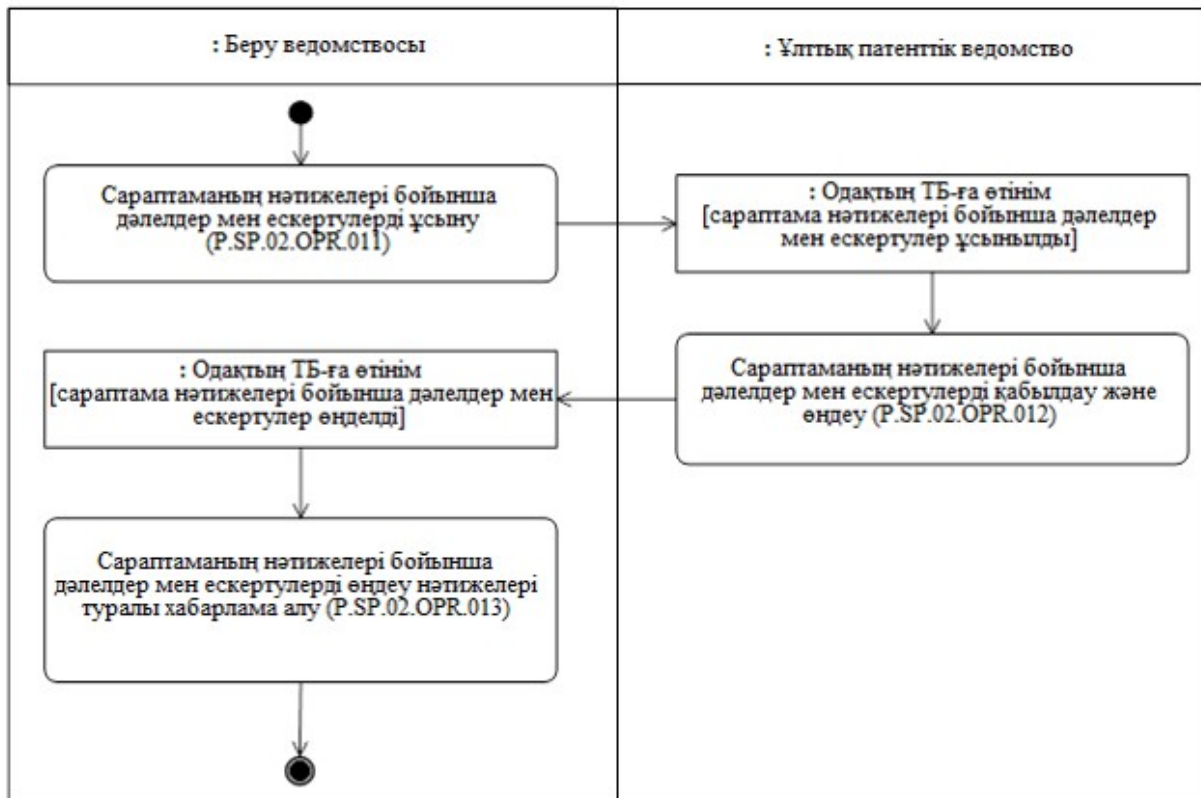 : Беру ведомствосы
: Ұлттық патенттік ведомство
Сараптаманың нәтижелері бойынша
дәлелдер мен ескертулерді ұсыну
(P.SP.02.OPR.011)
: Одақтың ТБ-ға өтінім
[сараптама нәтижелері бойынша дәлелдер
мен ескертулер ұсынылды]
Сараптаманың нәтижелері бойынша
дәлелдер мен ескертулерді қабылдау және
өңдеу (P.SP.02.OPR.012)
: Одақтың ТБ-ға өтінім
[сараптама нәтижелері бойынша дәлелдер мен
ескертулер өңделді]
Сараптаманың нәтижелері бойынша
дәлелдер мен ескертулерді өңдеу нәтижелері
туралы хабарлама алу (P.SP.02.OPR.013)